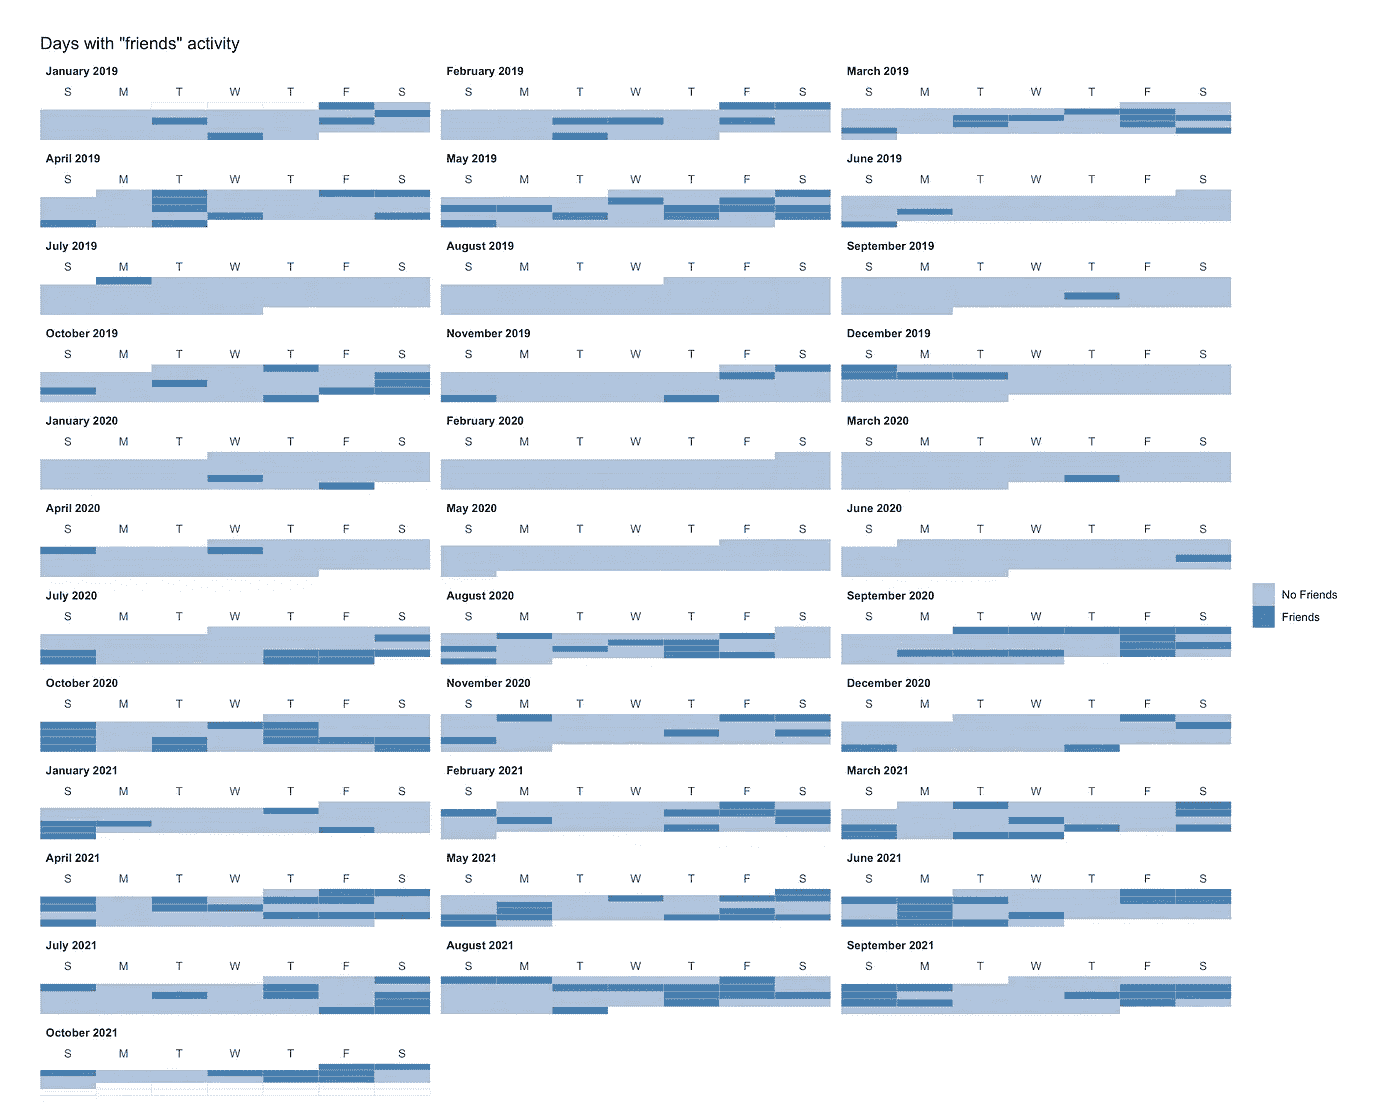 Days with "friends" activity
January 2019 February 2019 March 2019
S M T W T F S S M T W T F S S M T W T F S
April 2019 May 2019 June 2019
S M T W T F S S M T W T F S S M T W T F S
July 2019 August 2019 September 2019
S M T W T F S S M T W T F S S M T W T F S
October 2019 November 2019 December 2019
S M T W T F S S M T W T F S S M T W T F S
January 2020 February 2020 March 2020
S M T W T F S S M T W T F S S M T W T F S
April 2020 May 2020 June 2020
S M T W T F S S M T W T F S S M T W T F S
No Friends
July 2020 August 2020 September 2020
S M T W T F S S M T W T F S S M T W T F S
Friends
October 2020 November 2020 December 2020
S M T W T F S S M T W T F S S M T W T F S
January 2021 February 2021 March 2021
S M T W T F S S M T W T F S S M T W T F S
April 2021 May 2021 June 2021
S M T W T F S S M T W T F S S M T W T F S
July 2021 August 2021 September 2021
S M T W T F S S M T W T F S S M T W T F S
October 2021
S M T W T F S